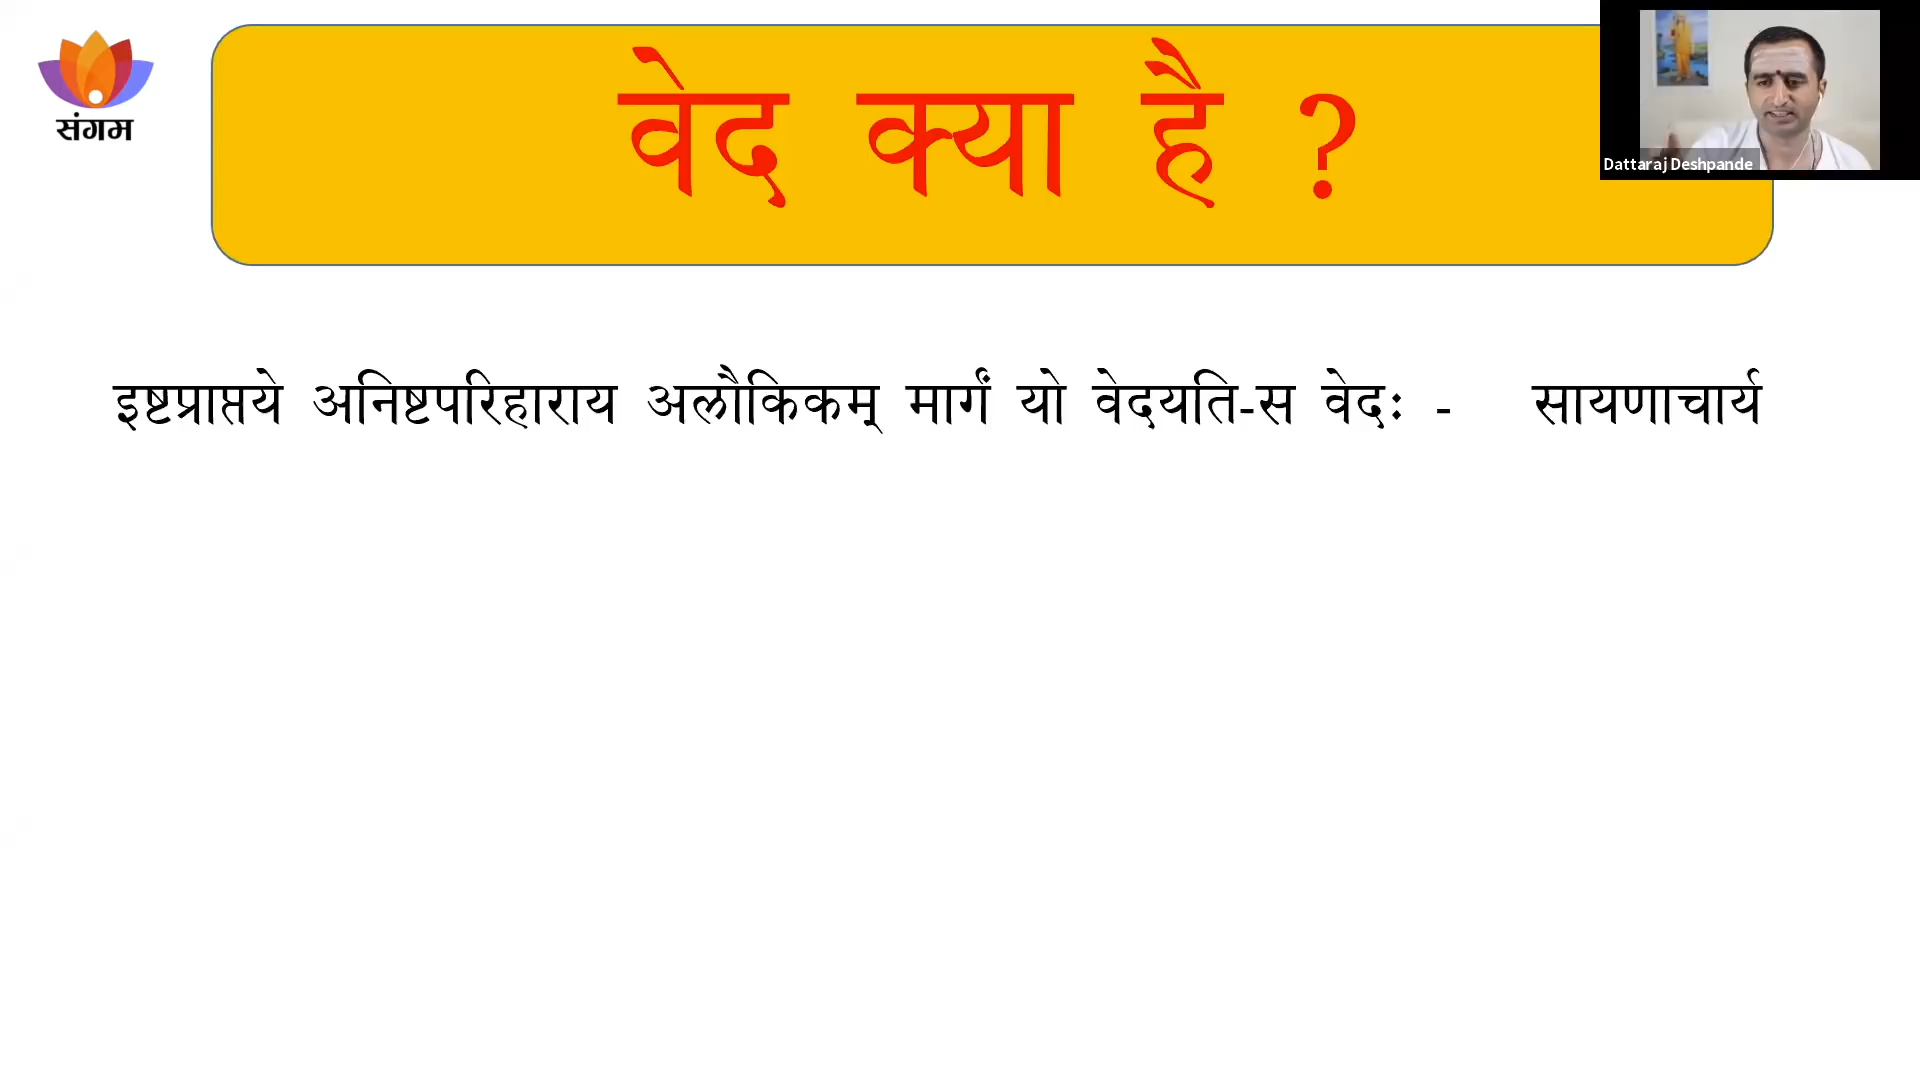 संगम
वेद क्या है ?
Dattaraj Deshpande
इष्टप्राप्तये अनिष्टपरिहाराय अलौकिकम् मार्गं यो वेदयति-स वेदः - सायणाचार्य